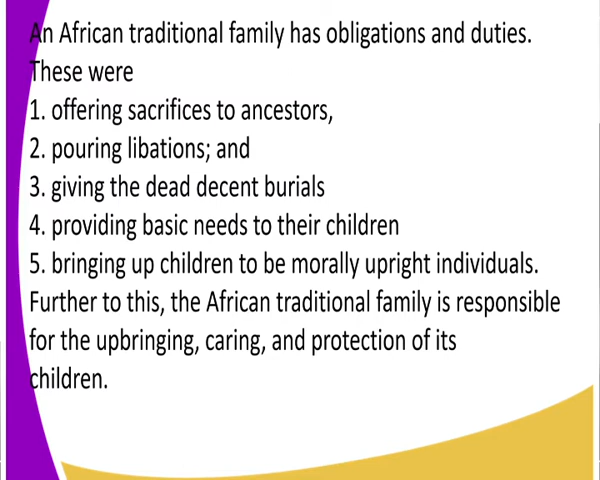 An African traditional family has obligations and duties.
These were
1. offering sacrifices to ancestors,
2. pouring libations; and
3. giving the dead decent burials
4. providing basic needs to their children
5. bringing up children to be morally upright individuals.
Further to this, the African traditional family is responsible
for the upbringing, caring, and protection of its
children.